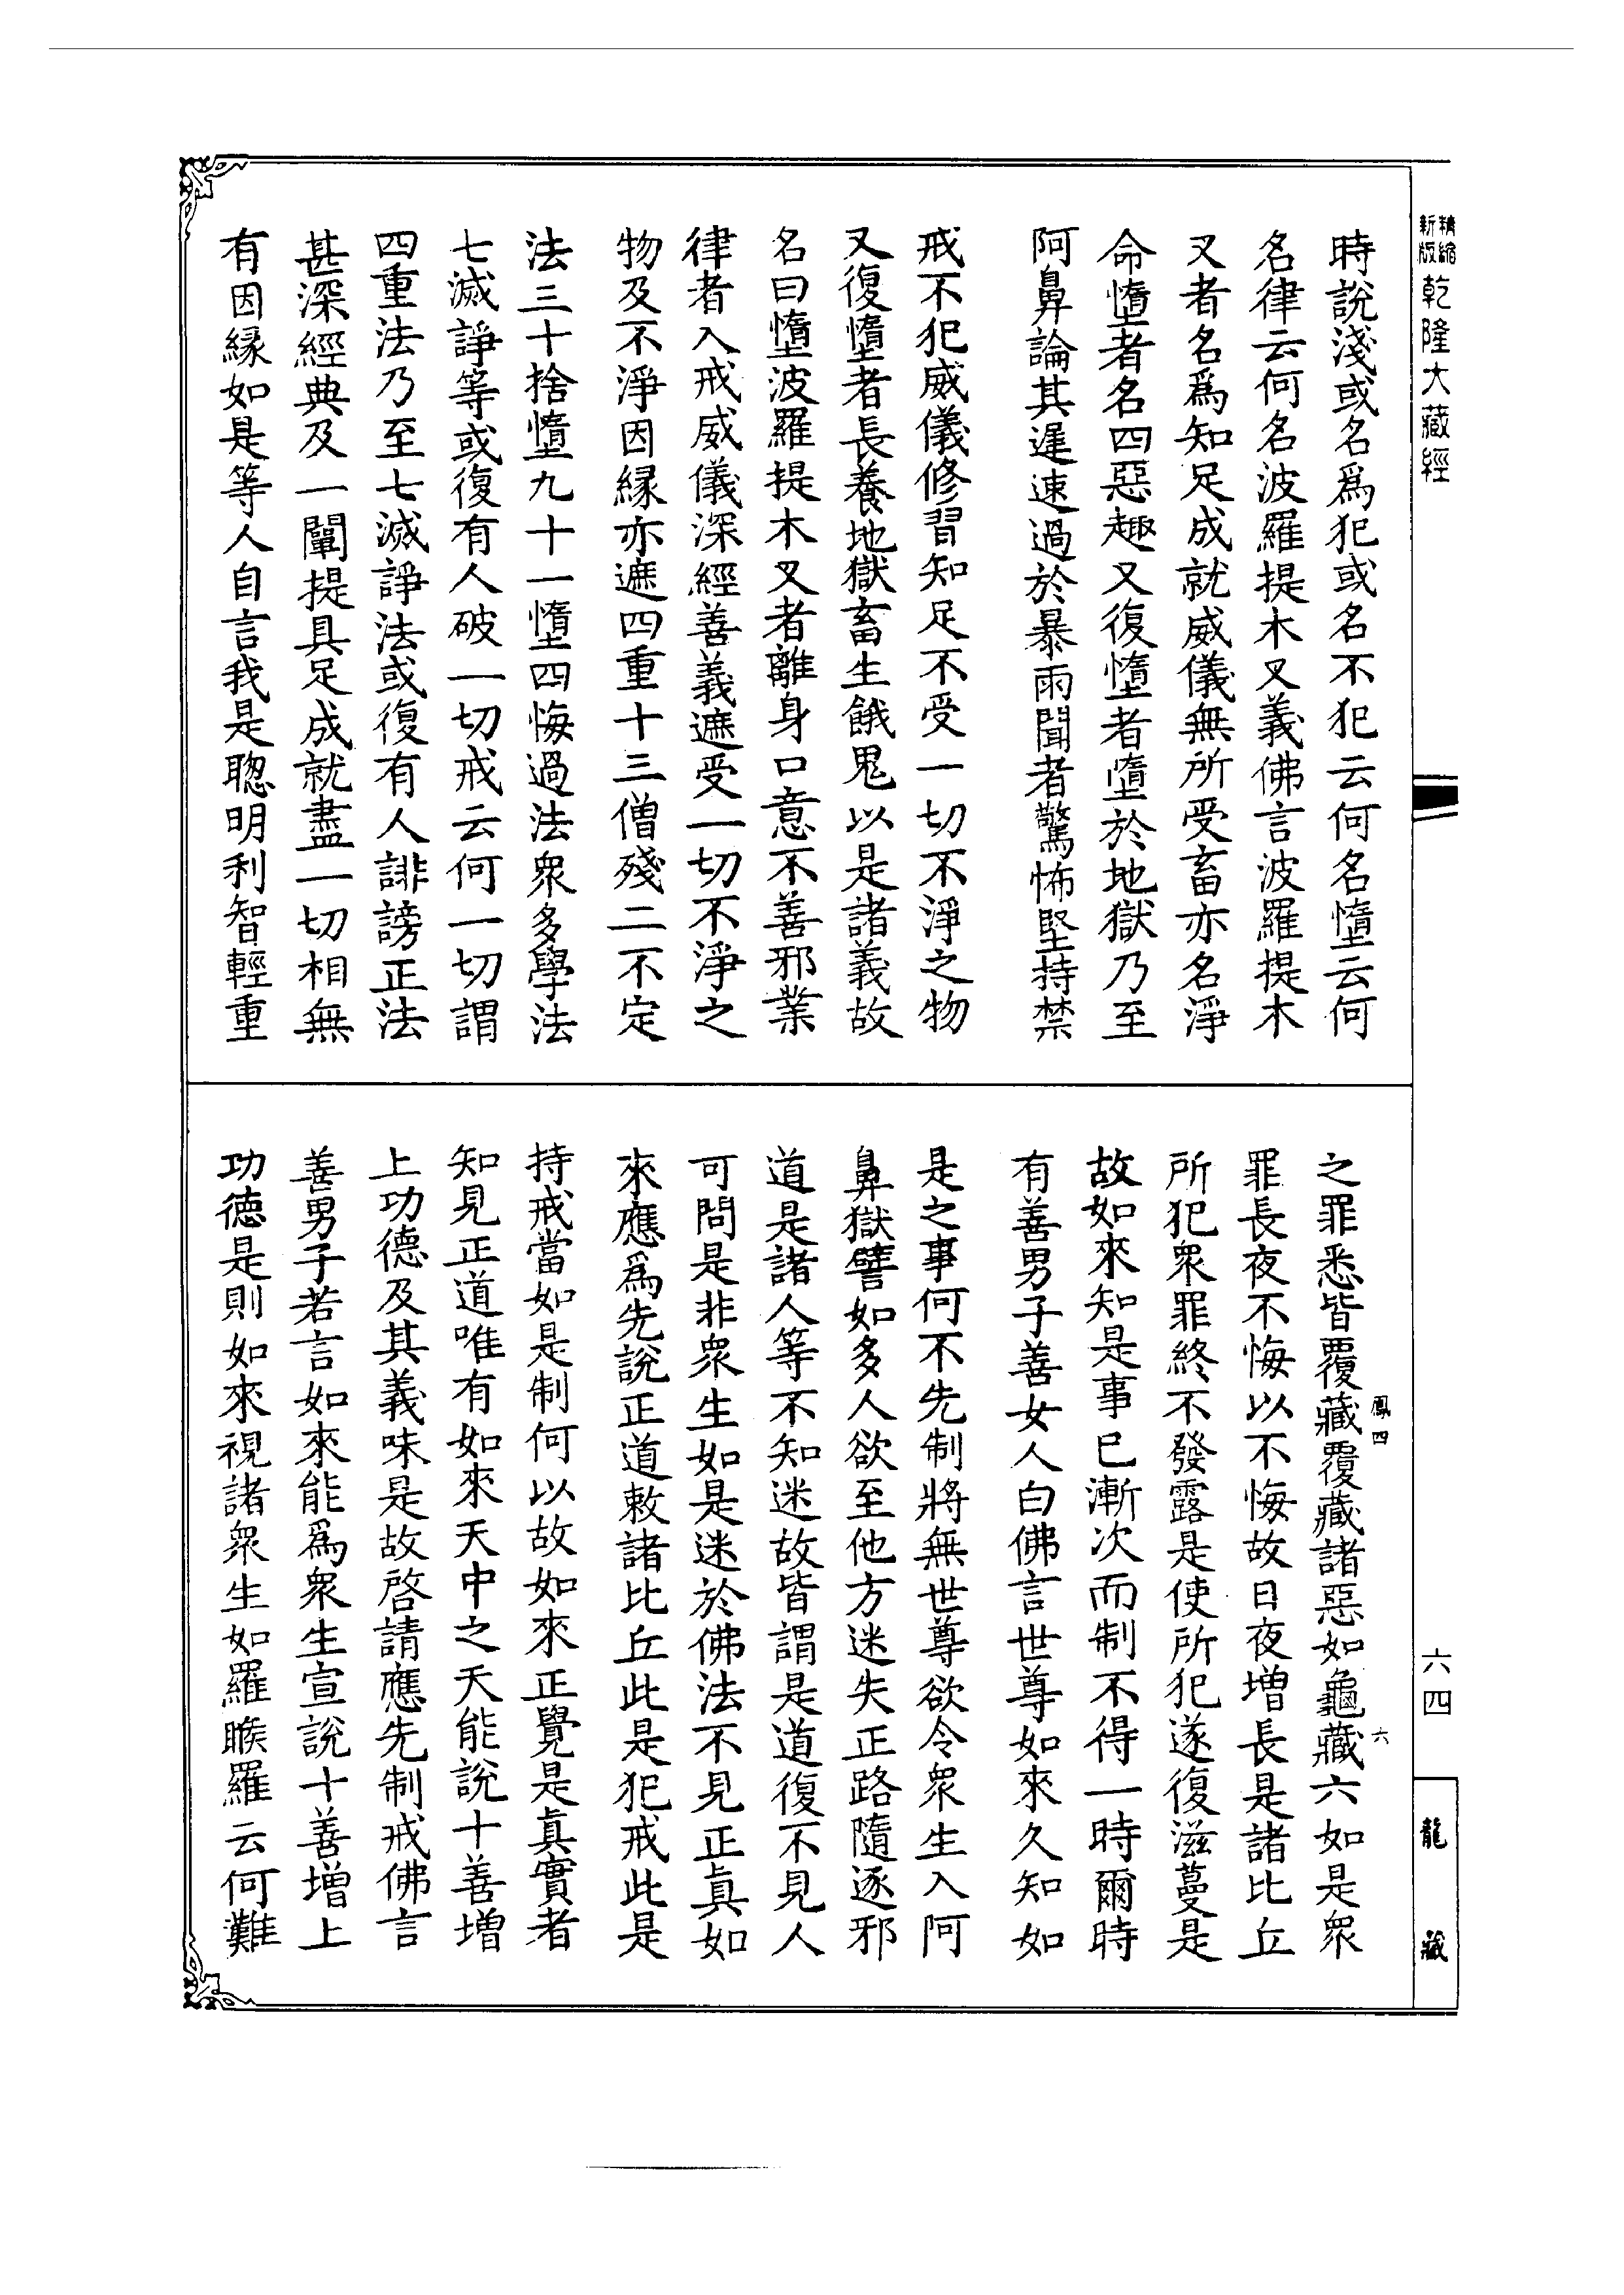 新版
精縮
乾隆大藏經
六四
龍藏
時說淺或名爲犯或名不犯云何名墮云何
名律云何名波羅提木叉義佛言波羅提木
叉者名爲知足成就威儀無所受畜亦名淨
命墮者名四惡趣又復墮者墮於地獄乃至
阿鼻論其遲速過於暴雨聞者驚怖堅持禁
戒不犯威儀修習知足不受一切不淨之物
又復墮者長養地獄畜生餓鬼以是諸義故
名曰墮波羅提木叉者離身口意不善邪業
律者入戒威儀深經善義遮受一切不淨之
物及不淨因緣亦遮四重十三僧殘二不定
法三十捨墮九十一墮四悔過法衆多學法
七滅諍等或復有人破一切戒云何一切謂
四重法乃至七滅諍法或復有人誹謗正法
甚深經典及一闡提具足成就盡一切相無
有因緣如是等人自言我是聰明利智輕重
之罪悉皆覆藏覆藏諸惡如龜藏六如是衆
鳳四
六
罪長夜不悔以不悔故日夜增長是諸比丘
所犯衆罪終不發露是使所犯遂復滋蔓是
故如來知是事已漸次而制不得一時爾時
有善男子善女人白佛言世尊如來久知如
是之事何不先制將無世尊欲令衆生入阿
鼻獄譬如多人欲至他方迷失正路隨逐邪
道是諸人等不知迷故皆謂是道復不見人
可問是非衆生如是迷於佛法不見正眞如
來應爲先說正道敕諸比丘此是犯戒此是
持戒當如是制何以故如來正覺是眞實者
知見正道唯有如來天中之天能說十善增
上功德及其義味是故啓請應先制戒佛言
善男子若言如來能爲衆生宣說十善增上
功德是則如來視諸衆生如羅睺羅云何難